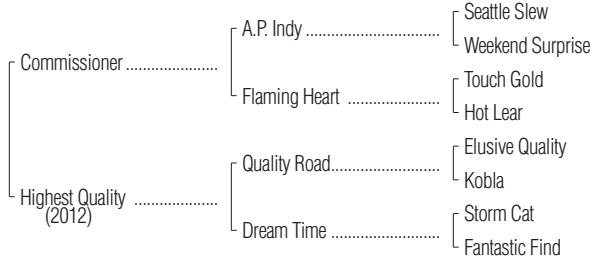 Seattle Slew
A.P. Indy ............................
Weekend Surprise
Commissioner ......................
Touch Gold
Flaming Heart ......................
Hot Lear
Elusive Quality
Quality Road..........................
Kobla
Highest Quality ....................
(2012)
Storm Cat
Dream Time ..........................
Fantastic Find